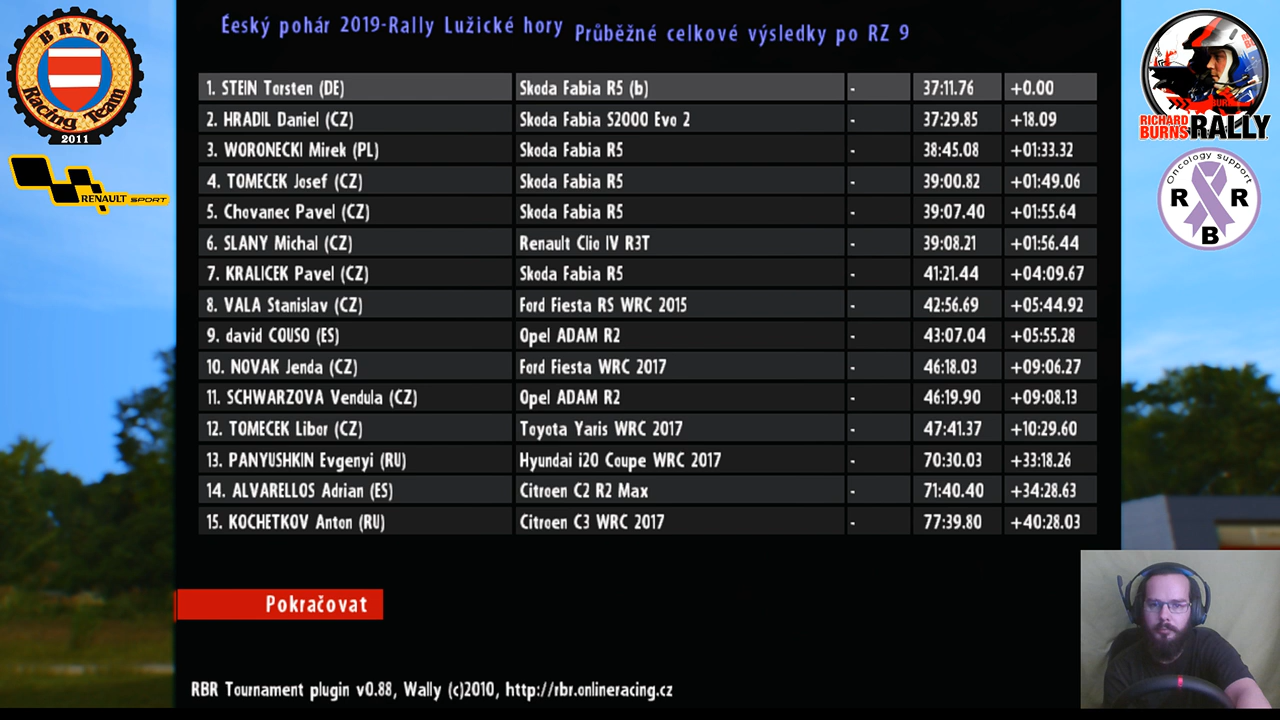 Éeský pohár 2019-Rally Lužické hory Průběžné celkové výsledky po RZ 9
1. STEIN Torsten (DE) Skoda Fabia R5 (b) - 37:11.76 +0.00
2. HRADIL Daniel (CZ) Skoda Fabia S2000 Evo 2 - 37:29.85 +18.09
3. WORONECKI Mirek (PL) Skoda Fabia R5 - 38:45.08 +01:33.32
4. TOMECEK Josef (CZ) Skoda Fabia R5 - 39:00.82 +01:49.06
5. Chovanec Pavel (CZ) Skoda Fabia R5 - 39:07.40 +01:55.64
6. SLANY Michal (CZ) Renault Clio IV R3T - 39:08.21 +01:56.44
7. KRALICEK Pavel (CZ) Skoda Fabia R5 - 41:21.44 +04:09.67
8. VALA Stanislav (CZ) Ford Fiesta RS WRC 2015 - 42:56.69 +05:44.92
9. david COUSO (ES) Opel ADAM R2 - 43:07.04 +05:55.28
10. NOVAK Jenda (CZ) Ford Fiesta WRC 2017 - 46:18.03 +09:06.27
11. SCHWARZOVA Vendula (CZ) Opel ADAM R2 - 46:19.90 +09:08.13
12. TOMECEK Libor (CZ) Toyota Yaris WRC 2017 - 47:41.37 +10:29.60
13. PANYUSHKIN Evgenyi (RU) Hyundai i20 Coupe WRC 2017 - 70:30.03 +33:18.26
14. ALVARELLOS Adrian (ES) Citroen C2 R2 Max - 71:40.40 +34:28.63
15. KOCHETKOV Anton (RU) Citroen C3 WRC 2017 - 77:39.80 +40:28.03
Pokračovat
RBR Tournament plugin v0.88, Wally (c)2010, http://rbr.onlineracing.cz
BRNO
Racing Team
2011
RENAULT SPORT
RICHARD
BURNS RALLY
Oncology support
R R
B